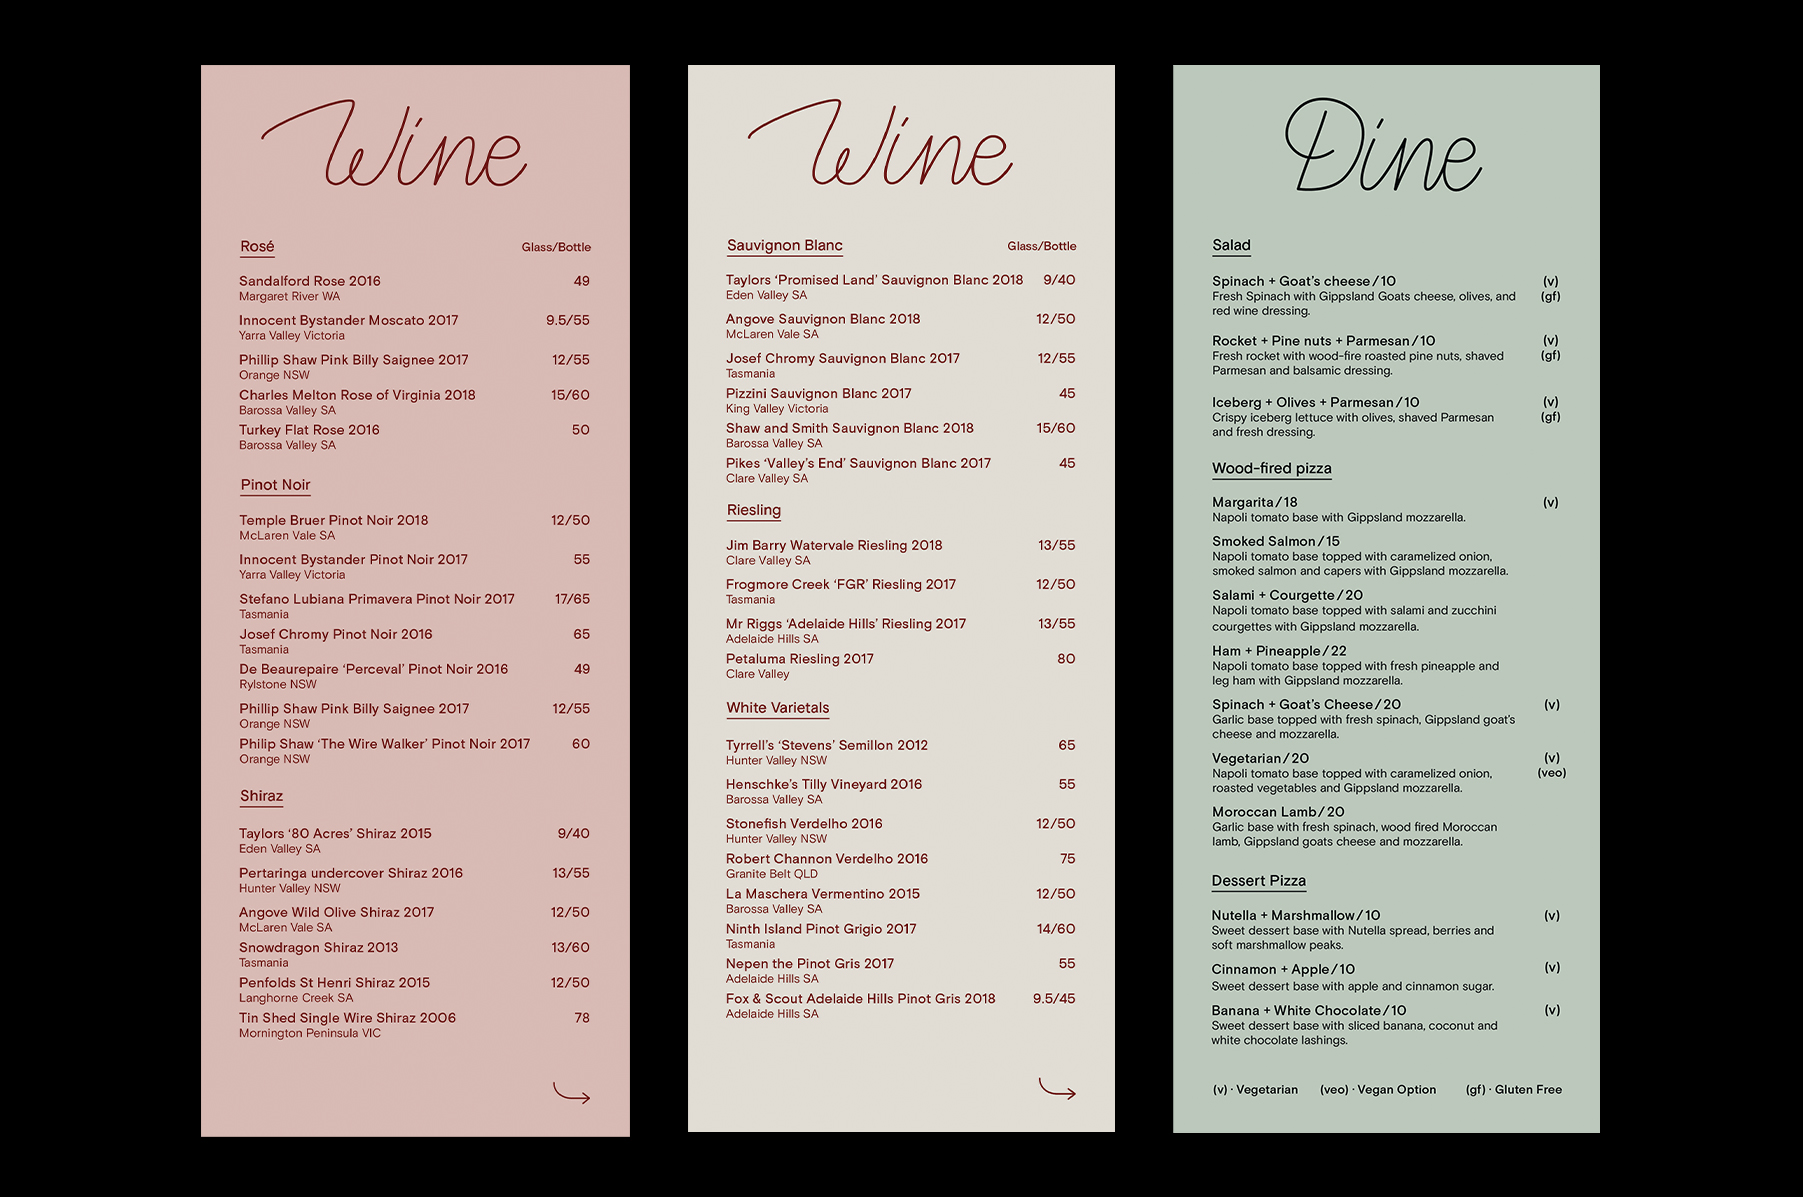 Wine
Rosé Glass/Bottle
Sandalford Rose 2016 49
Margaret River WA
Innocent Bystander Moscato 2017 9.5/55
Yarra Valley Victoria
Phillip Shaw Pink Billy Saignee 2017 12/55
Orange NSW
Charles Melton Rose of Virginia 2018 15/60
Barossa Valley SA
Turkey Flat Rose 2016 50
Barossa Valley SA
Pinot Noir
Temple Bruer Pinot Noir 2018 12/50
McLaren Vale SA
Innocent Bystander Pinot Noir 2017 55
Yarra Valley Victoria
Stefano Lubiana Primavera Pinot Noir 2017 17/65
Tasmania
Josef Chromy Pinot Noir 2016 65
Tasmania
De Beaurepaire ‘Perceval’ Pinot Noir 2016 49
Rylstone NSW
Phillip Shaw Pink Billy Saignee 2017 12/55
Orange NSW
Philip Shaw ‘The Wire Walker’ Pinot Noir 2017 60
Orange NSW
Shiraz
Taylors ‘80 Acres’ Shiraz 2015 9/40
Eden Valley SA
Pertaringa undercover Shiraz 2016 13/55
Hunter Valley NSW
Angove Wild Olive Shiraz 2017 12/50
McLaren Vale SA
Snowdragon Shiraz 2013 13/60
Tasmania
Penfolds St Henri Shiraz 2015 12/50
Langhorne Creek SA
Tin Shed Single Wire Shiraz 2006 78
Mornington Peninsula VIC
Wine
Sauvignon Blanc Glass/Bottle
Taylors ‘Promised Land’ Sauvignon Blanc 2018 9/40
Eden Valley SA
Angove Sauvignon Blanc 2018 12/50
McLaren Vale SA
Josef Chromy Sauvignon Blanc 2017 12/55
Tasmania
Pizzini Sauvignon Blanc 2017 45
King Valley Victoria
Shaw and Smith Sauvignon Blanc 2018 15/60
Barossa Valley SA
Pikes ‘Valley’s End’ Sauvignon Blanc 2017 45
Clare Valley SA
Riesling
Jim Barry Watervale Riesling 2018 13/55
Clare Valley SA
Frogmore Creek ‘FGR’ Riesling 2017 12/50
Tasmania
Mr Riggs ‘Adelaide Hills’ Riesling 2017 13/55
Adelaide Hills SA
Petaluma Riesling 2017 80
Clare Valley
White Varietals
Tyrrell’s ‘Stevens’ Semillon 2012 65
Hunter Valley NSW
Henschke’s Tilly Vineyard 2016 55
Barossa Valley SA
Stonefish Verdelho 2016 12/50
Hunter Valley NSW
Robert Channon Verdelho 2016 75
Granite Belt QLD
La Maschera Vermentino 2015 12/50
Barossa Valley SA
Ninth Island Pinot Grigio 2017 14/60
Tasmania
Nepen the Pinot Gris 2017 55
Adelaide Hills SA
Fox & Scout Adelaide Hills Pinot Gris 2018 9.5/45
Adelaide Hills SA
Dine
Salad
Spinach + Goat’s cheese/10 (v)
Fresh Spinach with Gippsland Goats cheese, olives, and (gf)
red wine dressing.
Rocket + Pine nuts + Parmesan/10 (v)
Fresh rocket with wood-fire roasted pine nuts, shaved (gf)
Parmesan and balsamic dressing.
Iceberg + Olives + Parmesan/10 (v)
Crispy iceberg lettuce with olives, shaved Parmesan (gf)
and fresh dressing.
Wood-fired pizza
Margarita/18 (v)
Napoli tomato base with Gippsland mozzarella.
Smoked Salmon/15
Napoli tomato base topped with caramelized onion,
smoked salmon and capers with Gippsland mozzarella.
Salami + Courgette/20
Napoli tomato base topped with salami and zucchini
courgettes with Gippsland mozzarella.
Ham + Pineapple/22
Napoli tomato base topped with fresh pineapple and
leg ham with Gippsland mozzarella.
Spinach + Goat’s Cheese/20 (v)
Garlic base topped with fresh spinach, Gippsland goat’s
cheese and mozzarella.
Vegetarian/20 (v)
Napoli tomato base topped with caramelized onion, (veo)
roasted vegetables and Gippsland mozzarella.
Moroccan Lamb/20
Garlic base with fresh spinach, wood fired Moroccan
lamb, Gippsland goats cheese and mozzarella.
Dessert Pizza
Nutella + Marshmallow/10 (v)
Sweet dessert base with Nutella spread, berries and
soft marshmallow peaks.
Cinnamon + Apple/10 (v)
Sweet dessert base with apple and cinnamon sugar.
Banana + White Chocolate/10 (v)
Sweet dessert base with sliced banana, coconut and
white chocolate lashings.
(v) · Vegetarian (veo) · Vegan Option (gf) · Gluten Free